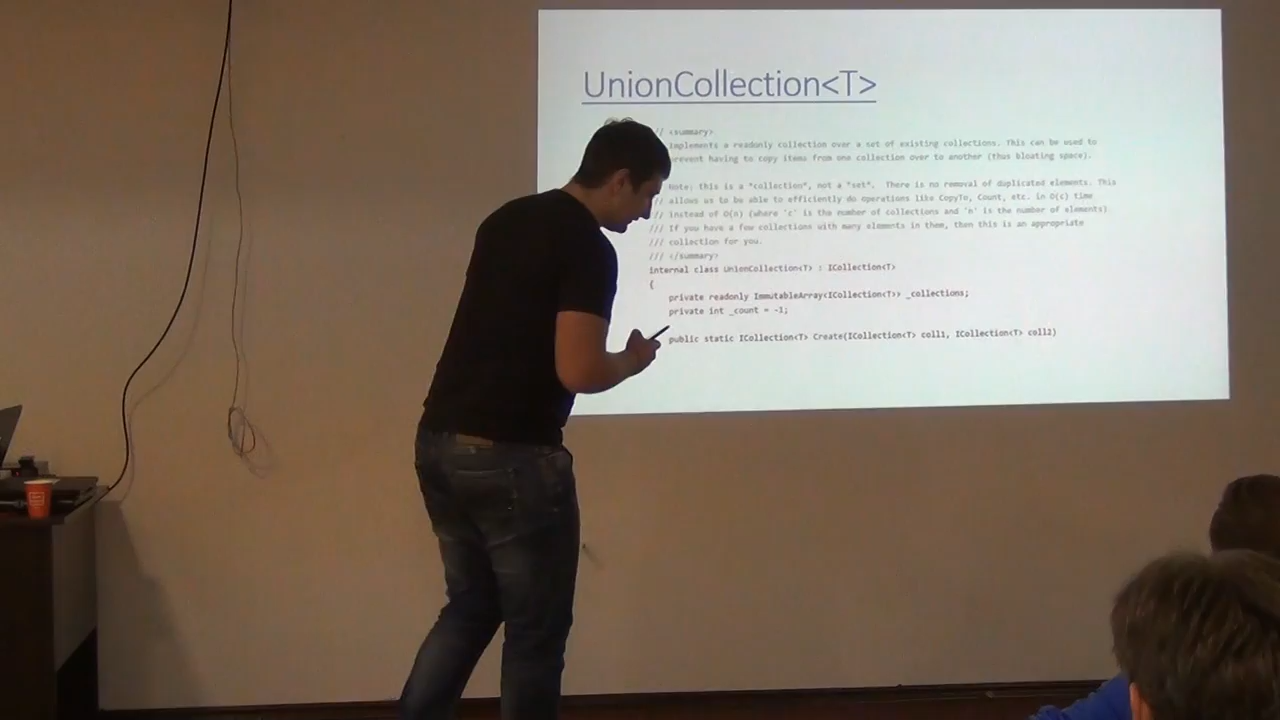 UnionCollection<T>
// <summary>
implements a readonly collection over a set of existing collections. This can be used to
prevent having to copy items from one collection over to another (thus bloating space).
Note: this is a "collection", not a "set". There is no removal of duplicated elements. This
// allows us to be able to efficiently do operations like CopyTo, Count, etc. in O(c) time
// instead of O(n) (where 'c' is the number of collections and 'n' is the number of elements)
/// If you have a few collections with many elements in them, then this is an appropriate
/// collection for you.
/// </summary>
internal class UnionCollection<T> : ICollection<T>
{
private readonly ImmutableArray<ICollection<T>> _collections;
private int _count = -1;
public static ICollection<T> Create(ICollection<T> coll1, ICollection<T> coll2)